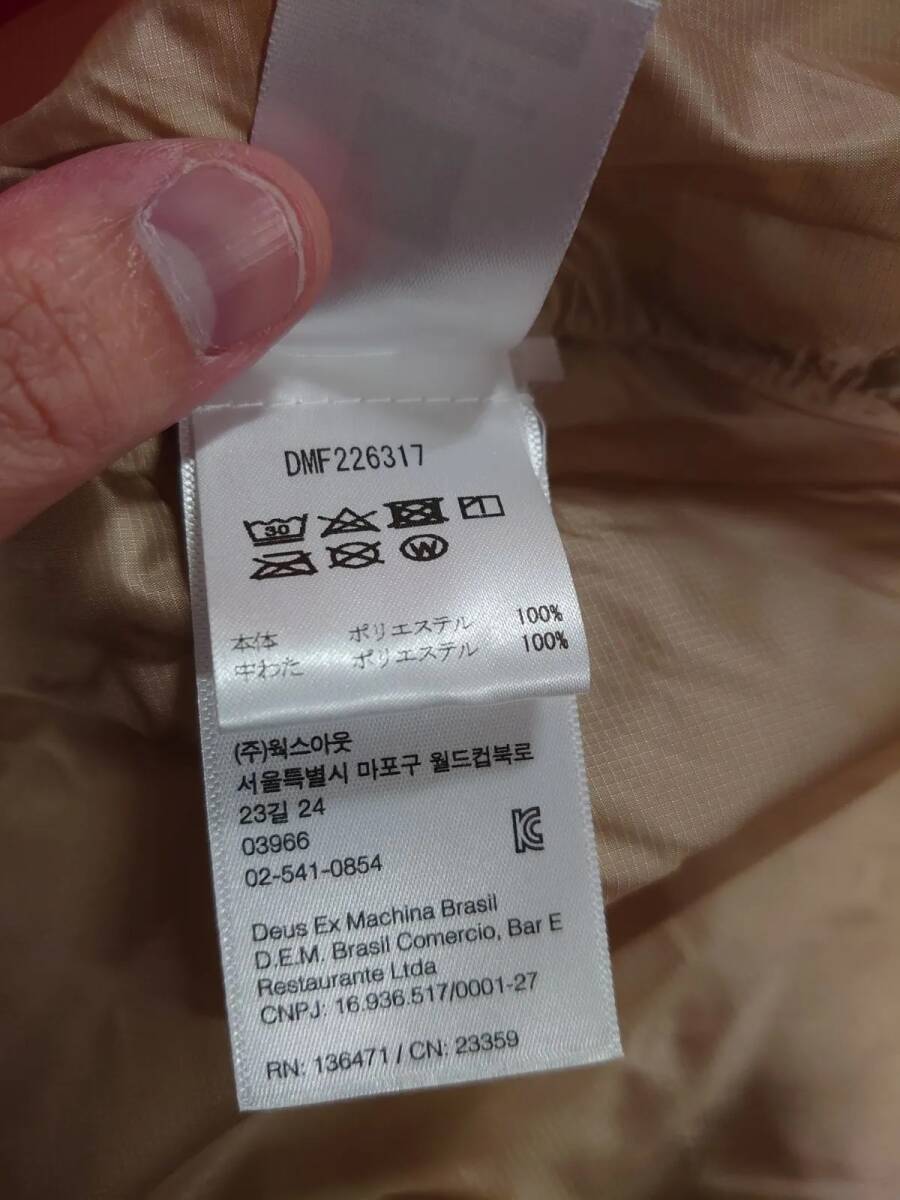 DMF226317
30
W
本体 ポリエステル 100%
中わた ポリエステル 100%
(주)웍스아웃
서울특별시 마포구 월드컵북로
23길 24
03966
02-541-0854
KC
Deus Ex Machina Brasil
D.E.M. Brasil Comercio, Bar E
Restaurante Ltda
CNPJ: 16.936.517/0001-27
RN: 136471 / CN: 23359